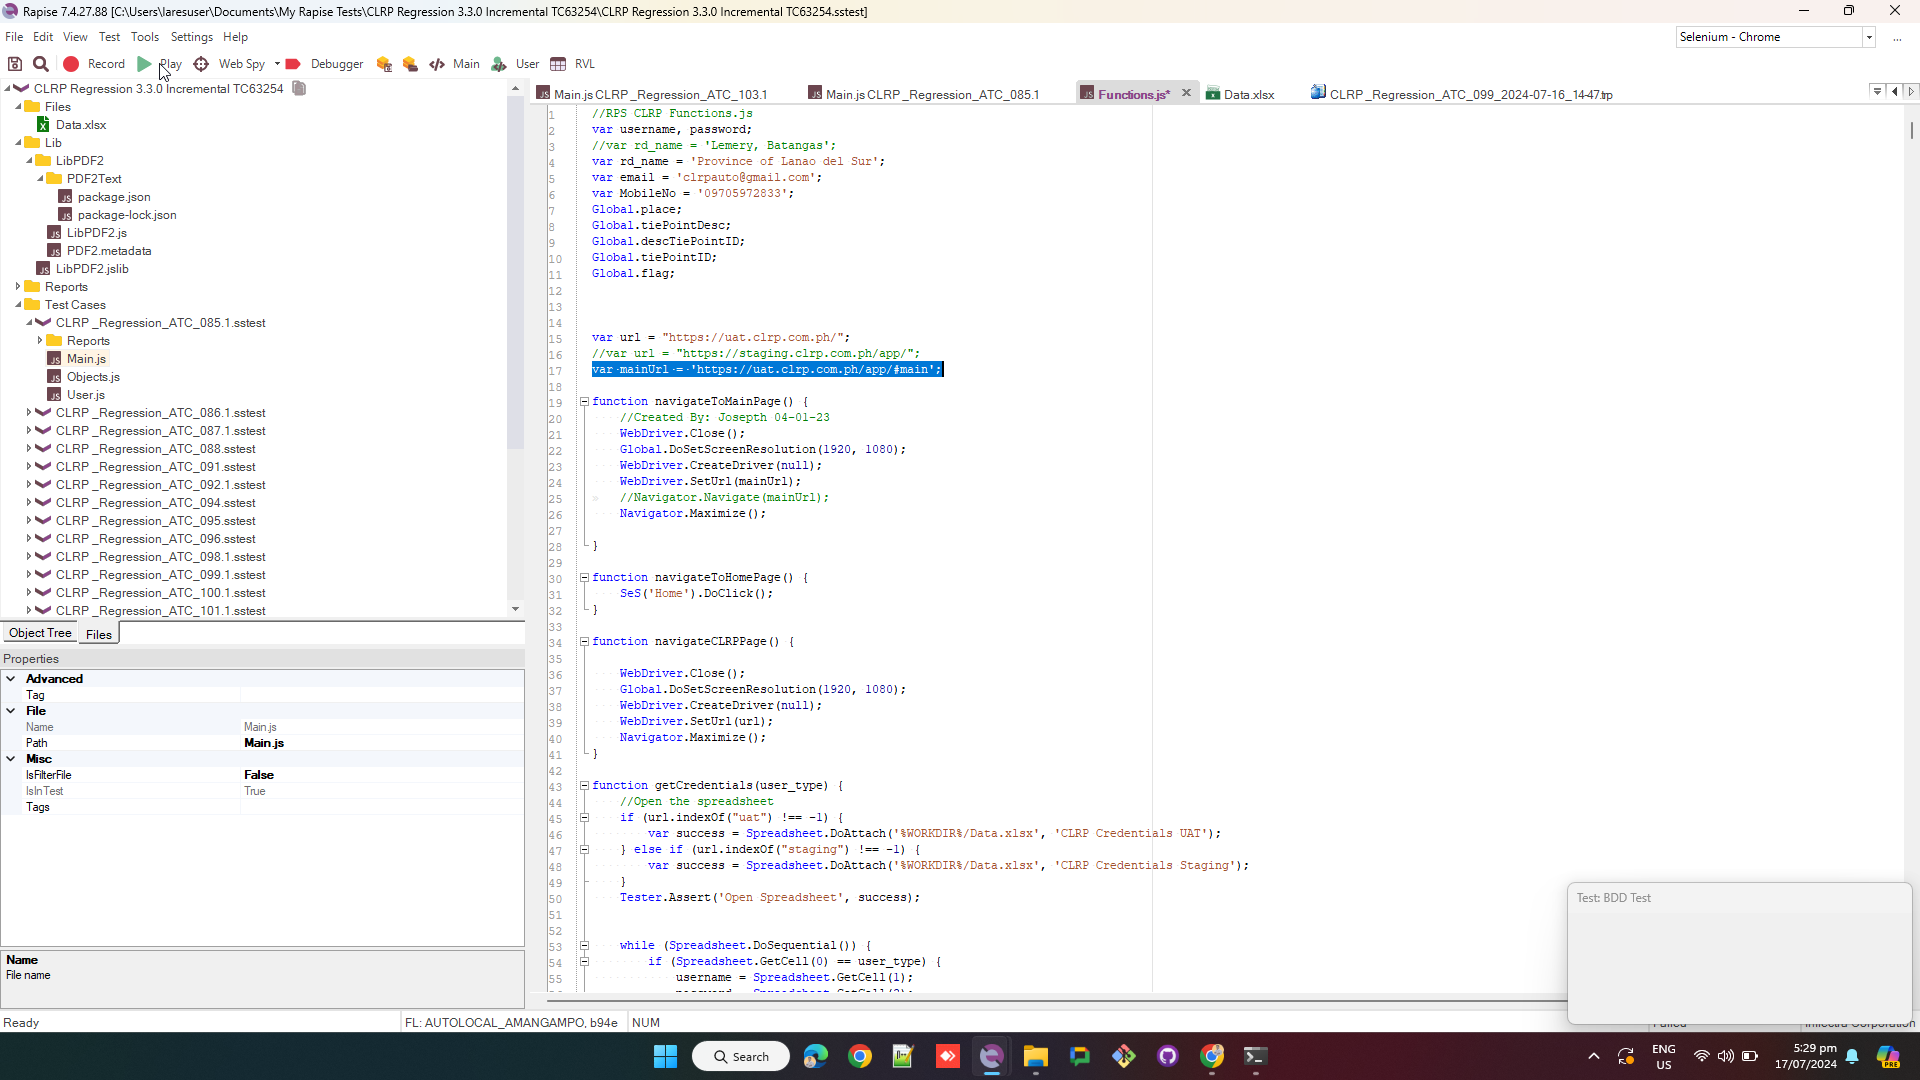 Rapise 7.4.27.88 [C:\Users\laresuser\Documents\My Rapise Tests\CLRP Regression 3.3.0 Incremental TC63254\CLRP Regression 3.3.0 Incremental TC63254.sstest]
File Edit View Test Tools Settings Help
Selenium - Chrome
...
Record Play Web Spy Debugger Main User RVL
CLRP Regression 3.3.0 Incremental TC63254
Files
Data.xlsx
Lib
LibPDF2
PDF2Text
package.json
package-lock.json
LibPDF2.js
PDF2.metadata
LibPDF2.jslib
Reports
Test Cases
CLRP _Regression_ATC_085.1.sstest
Reports
Main.js
Objects.js
User.js
CLRP _Regression_ATC_086.1.sstest
CLRP _Regression_ATC_087.1.sstest
CLRP _Regression_ATC_088.sstest
CLRP _Regression_ATC_091.sstest
CLRP _Regression_ATC_092.1.sstest
CLRP _Regression_ATC_094.sstest
CLRP _Regression_ATC_095.sstest
CLRP _Regression_ATC_096.sstest
CLRP _Regression_ATC_098.1.sstest
CLRP _Regression_ATC_099.1.sstest
CLRP _Regression_ATC_100.1.sstest
CLRP _Regression_ATC_101.1.sstest
Object Tree Files
Properties
Advanced
Tag
File
Name Main.js
Path Main.js
Misc
IsFilterFile False
IsInTest True
Tags
Name
File name
Main.js CLRP _Regression_ATC_103.1 Main.js CLRP _Regression_ATC_085.1 Functions.js* Data.xlsx CLRP _Regression_ATC_099_2024-07-16_14-47.trp
1 //RPS CLRP Functions.js
2 var username, password;
3 //var rd_name = 'Lemery, Batangas';
4 var rd_name = 'Province of Lanao del Sur';
5 var email = 'clrpauto@gmail.com';
6 var MobileNo = '09705972833';
7 Global.place;
8 Global.tiePointDesc;
9 Global.descTiePointID;
10 Global.tiePointID;
11 Global.flag;
12
13
14
15 var url = "https://uat.clrp.com.ph/";
16 //var url = "https://staging.clrp.com.ph/app/";
17 var mainUrl = 'https://uat.clrp.com.ph/app/#main';
18
19 function navigateToMainPage() {
20 //Created By: Josepth 04-01-23
21 WebDriver.Close();
22 Global.DoSetScreenResolution(1920, 1080);
23 WebDriver.CreateDriver(null);
24 WebDriver.SetUrl(mainUrl);
25 //Navigator.Navigate(mainUrl);
26 Navigator.Maximize();
27
28 }
29
30 function navigateToHomePage() {
31 SeS('Home').DoClick();
32 }
33
34 function navigateCLRPPage() {
35
36 WebDriver.Close();
37 Global.DoSetScreenResolution(1920, 1080);
38 WebDriver.CreateDriver(null);
39 WebDriver.SetUrl(url);
40 Navigator.Maximize();
41 }
42
43 function getCredentials(user_type) {
44 //Open the spreadsheet
45 if (url.indexOf("uat") !== -1) {
46 var success = Spreadsheet.DoAttach('%WORKDIR%/Data.xlsx', 'CLRP Credentials UAT');
47 } else if (url.indexOf("staging") !== -1) {
48 var success = Spreadsheet.DoAttach('%WORKDIR%/Data.xlsx', 'CLRP Credentials Staging');
49 }
50 Tester.Assert('Open Spreadsheet', success);
51
52
53 while (Spreadsheet.DoSequential()) {
54 if (Spreadsheet.GetCell(0) == user_type) {
55 username = Spreadsheet.GetCell(1);
Test: BDD Test
Ready FL: AUTOLOCAL_AMANGAMPO, b94e NUM
Search
ENG
US
5:29 pm
17/07/2024